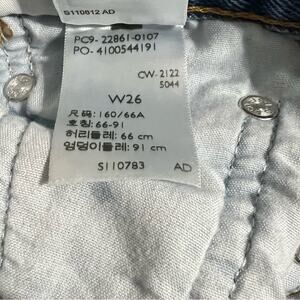 S110812 AD
PC9- 22861-0107
PO- 4100544191
CW-2122
5044
W26
尺码: 160/66A
호칭: 66-91
허리둘레: 66 cm
엉덩이둘레: 91 cm
S110783 AD